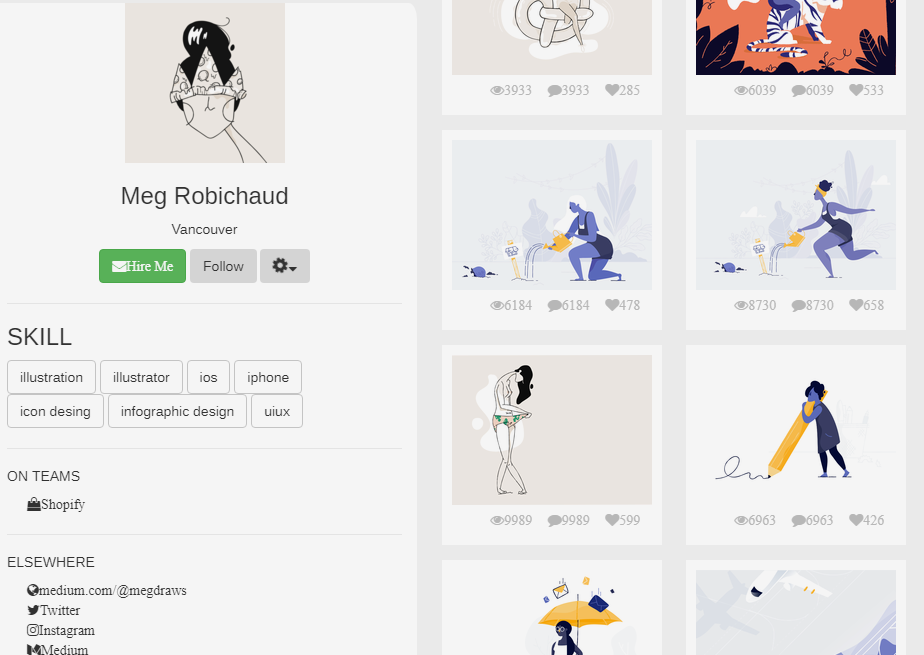 Meg Robichaud
Vancouver
Hire Me Follow
SKILL
illustration illustrator ios iphone
icon desing infographic design uiux
ON TEAMS
Shopify
ELSEWHERE
medium.com/@megdraws
Twitter
Instagram
Medium
3933 3933 285
6039 6039 533
6184 6184 478
8730 8730 658
9989 9989 599
6963 6963 426